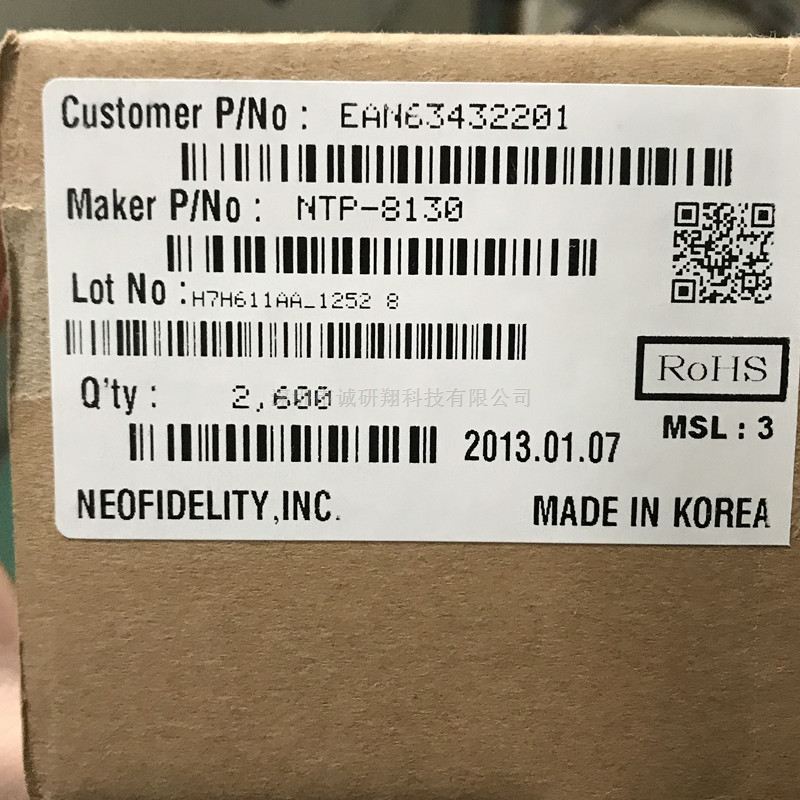 Customer P/No : EAN63432201
Maker P/No : NTP-8130
Lot No : H7H611AA_1252 8
RoHS
Q'ty : 2,600
诚研翔科技有限公司
MSL : 3
2013.01.07
NEOFIDELITY,INC.
MADE IN KOREA